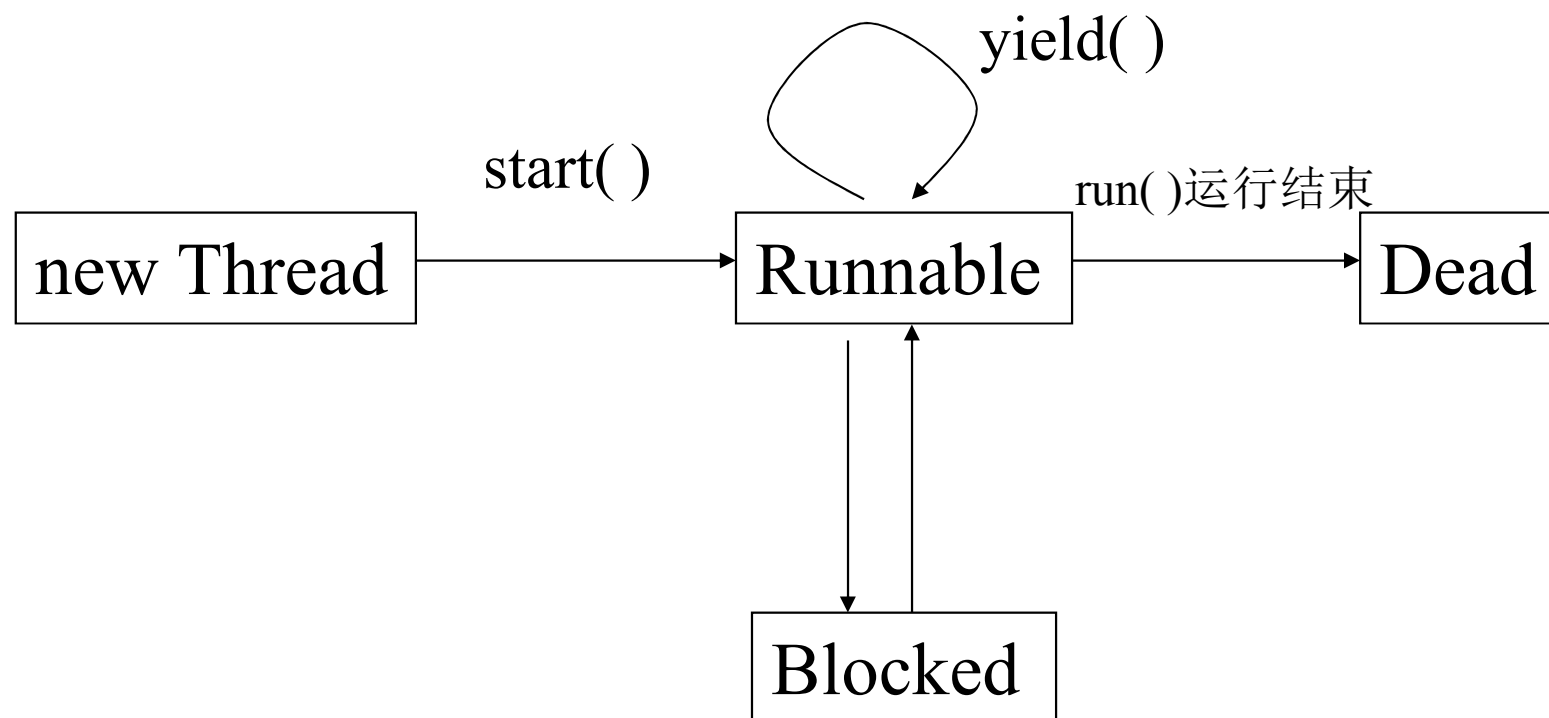 yield( )
start( )
run( )运行结束
new Thread
Runnable
Dead
Blocked